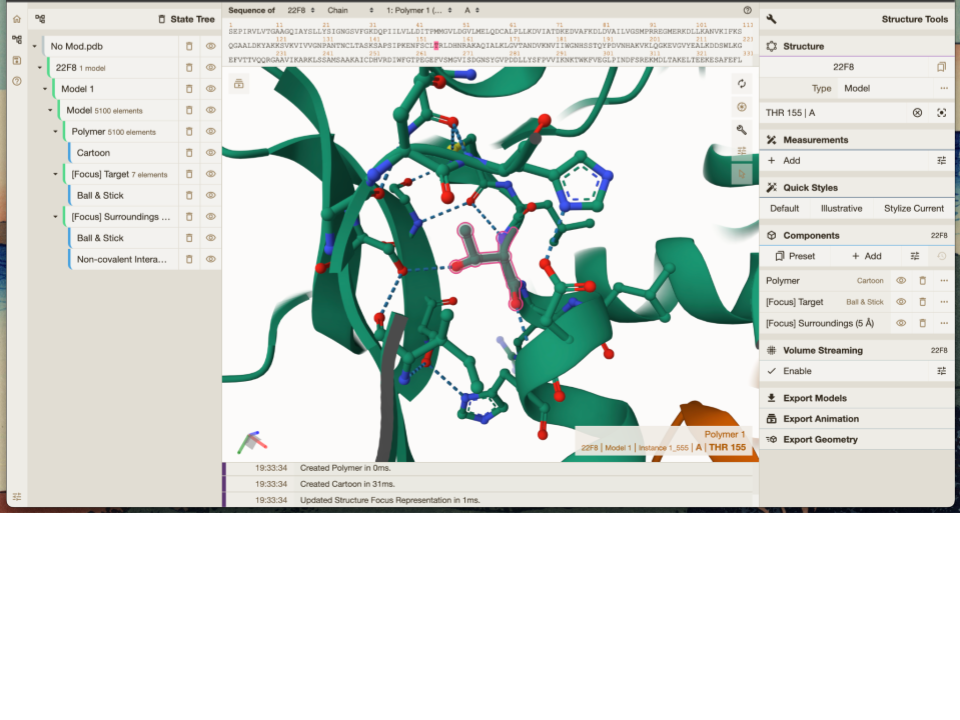 State Tree
No Mod.pdb
22F8 1 model
Model 1
Model 5100 elements
Polymer 5100 elements
Cartoon
[Focus] Target 7 elements
Ball & Stick
[Focus] Surroundings ...
Ball & Stick
Non-covalent Intera...
Sequence of 22F8 Chain 1: Polymer 1 (... A
Polymer 1
22F8 | Model 1 | Instance 1_555 | A | THR 155
19:33:34 Created Polymer in 0ms.
19:33:34 Created Cartoon in 31ms.
19:33:34 Updated Structure Focus Representation in 1ms.
Structure Tools
Structure
22F8
Type Model
THR 155 | A
Measurements
Add
Quick Styles
Default Illustrative Stylize Current
Components 22F8
Preset Add
Polymer Cartoon
[Focus] Target Ball & Stick
[Focus] Surroundings (5 Å)
Volume Streaming 22F8
Enable
Export Models
Export Animation
Export Geometry